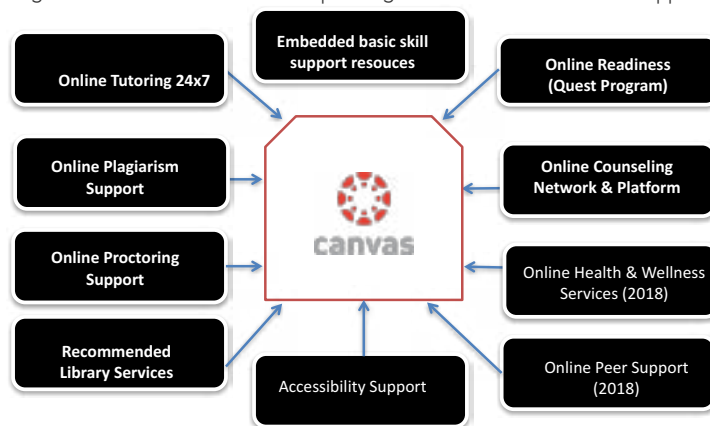 Embedded basic skill
support resouces
Online Tutoring 24x7
Online Readiness
(Quest Program)
Online Plagiarism
Support
Online Counseling
Network & Platform
canvas
Online Proctoring
Support
Online Health & Wellness
Services (2018)
Recommended
Library Services
Accessibility Support
Online Peer Support
(2018)